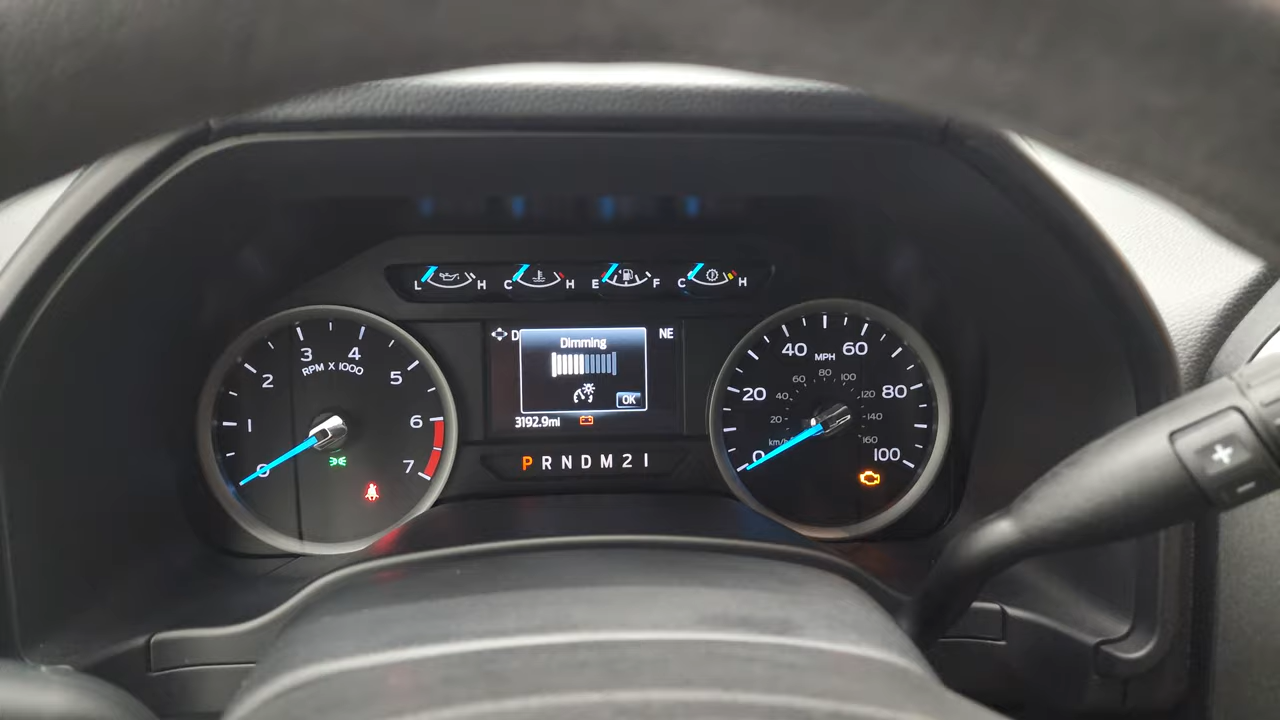 L H C H E F C H
D
NE
Dimming
OK
3192.9mi
P R N D M 2 1
0 1 2 3 4 5 6 7
RPM X 1000
0 20 40 60 80 100
MPH
20 40 60 80 100 120 140 160
km/h
+
-